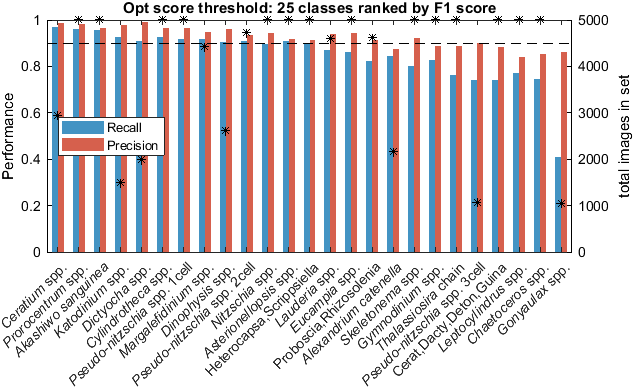 Opt score threshold: 25 classes ranked by F1 score
Performance
1
0.8
0.6
0.4
0.2
0
Recall
Precision
5000
4000
3000
2000
1000
0
total images in set
Ceratium spp.
Prorocentrum spp.
Akashiwo sanguinea
Katodinium spp.
Dictyocha spp.
Cylindrotheca spp.
Pseudo-nitzschia spp. 1cell
Margalefidinium spp.
Dinophysis spp.
Pseudo-nitzschia spp. 2cell
Nitzschia spp.
Asterionellopsis spp.
Heterocapsa,Scrippsiella
Lauderia spp.
Eucampia spp.
Proboscia,Rhizosolenia
Alexandrium catenella
Skeletonema spp.
Gymnodinium spp.
Thalassiosira chain
Pseudo-nitzschia spp. 3cell
Cerat,Dacty,Deton,Guina
Leptocylindrus spp.
Chaetoceros spp.
Gonyaulax spp.